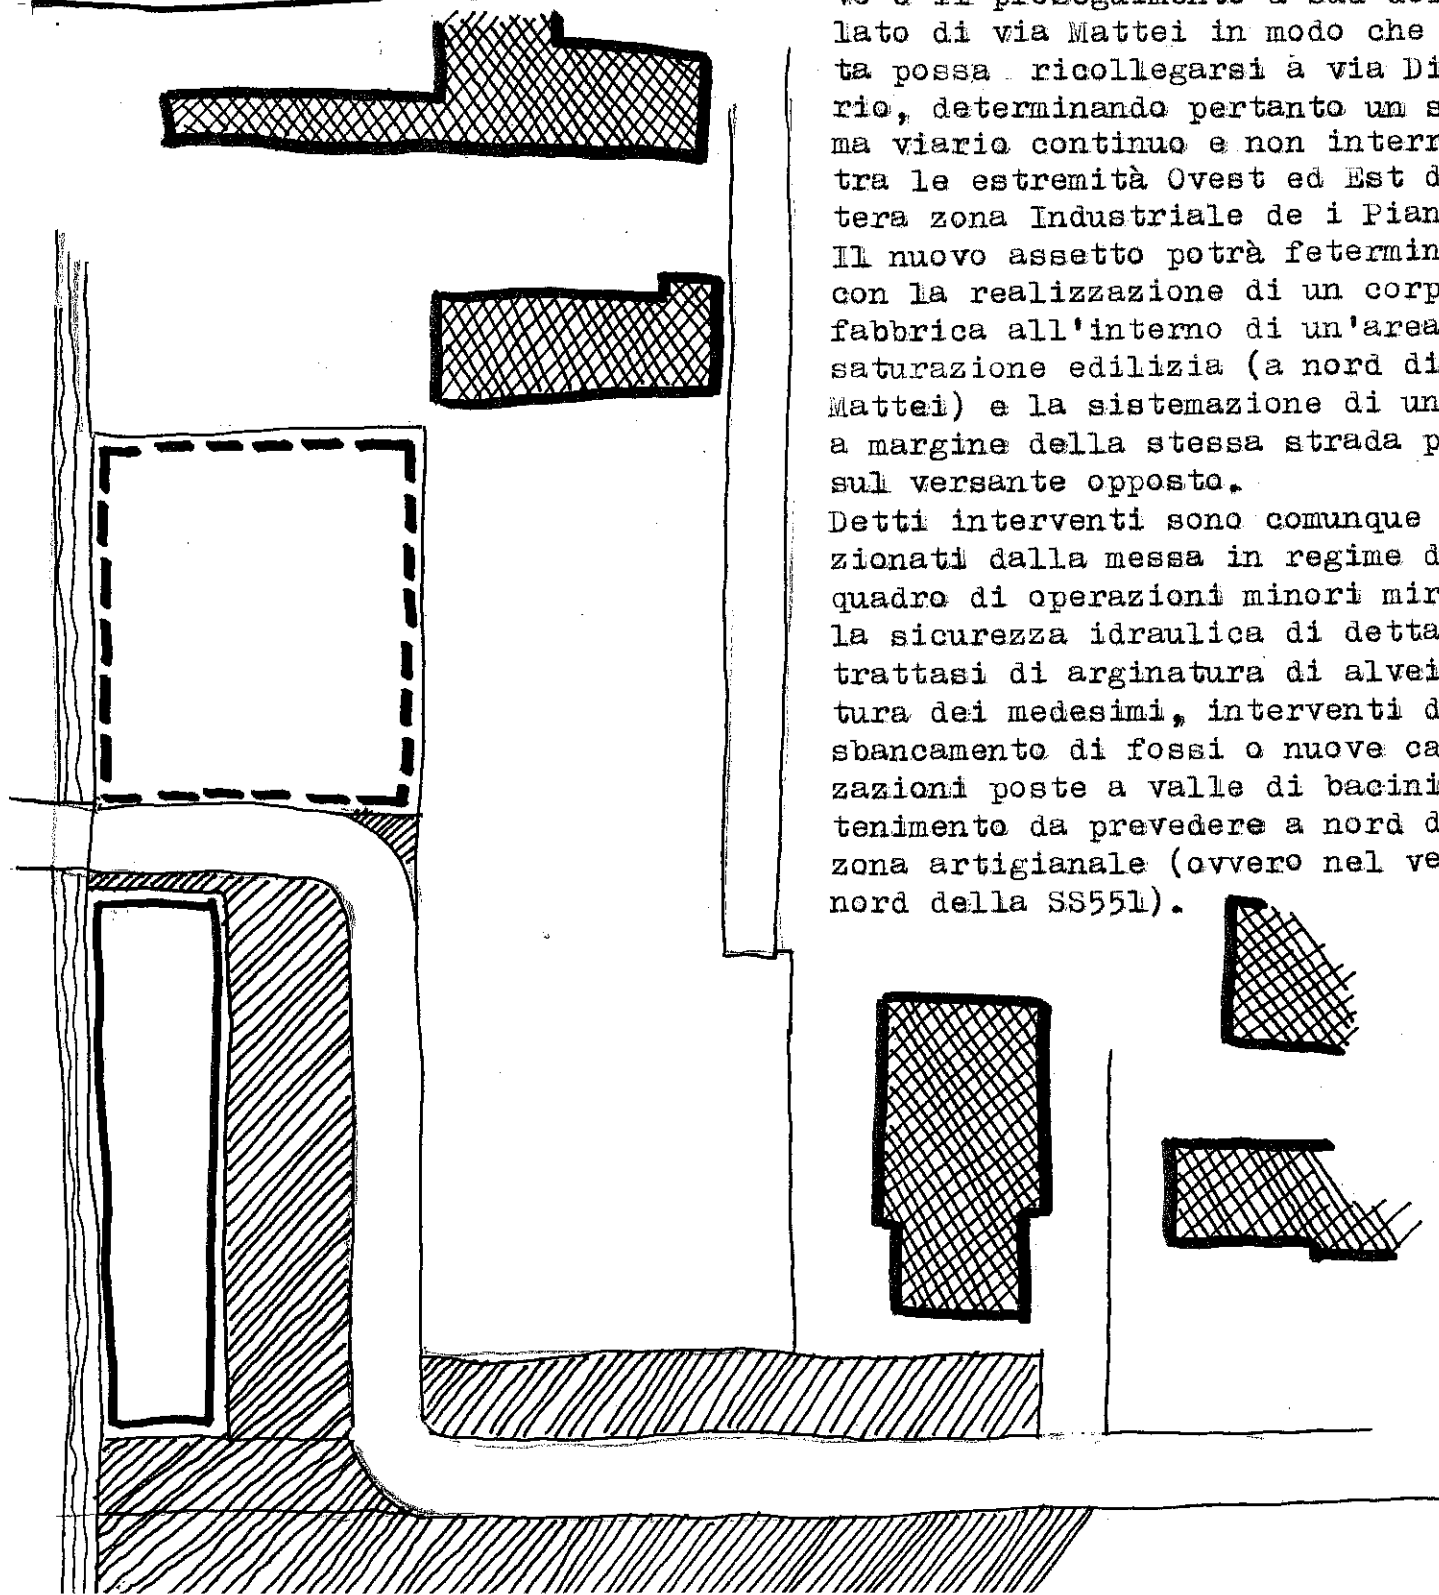 lato di via Mattei in modo che
ta possa ricollegarsi a via Di
rio, determinando pertanto un s
ma viario continuo e non interr
tra le estremità Ovest ed Est d
tera zona Industriale de i Pian
Il nuovo assetto potrà fetermin
con la realizzazione di un corp
fabbrica all'interno di un'area
saturazione edilizia (a nord di
Mattei) e la sistemazione di un
a margine della stessa strada p
sul versante opposto.
Detti interventi sono comunque
zionati dalla messa in regime d
quadro di operazioni minori mir
la sicurezza idraulica di detta
trattasi di arginatura di alvei
tura dei medesimi, interventi d
sbancamento di fossi o nuove ca
zazioni poste a valle di bacini
tenimento da prevedere a nord d
zona artigianale (ovvero nel ve
nord della SS551).